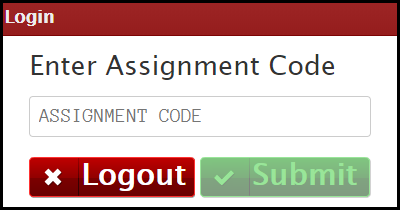 Login
Enter Assignment Code
ASSIGNMENT CODE
Logout Submit